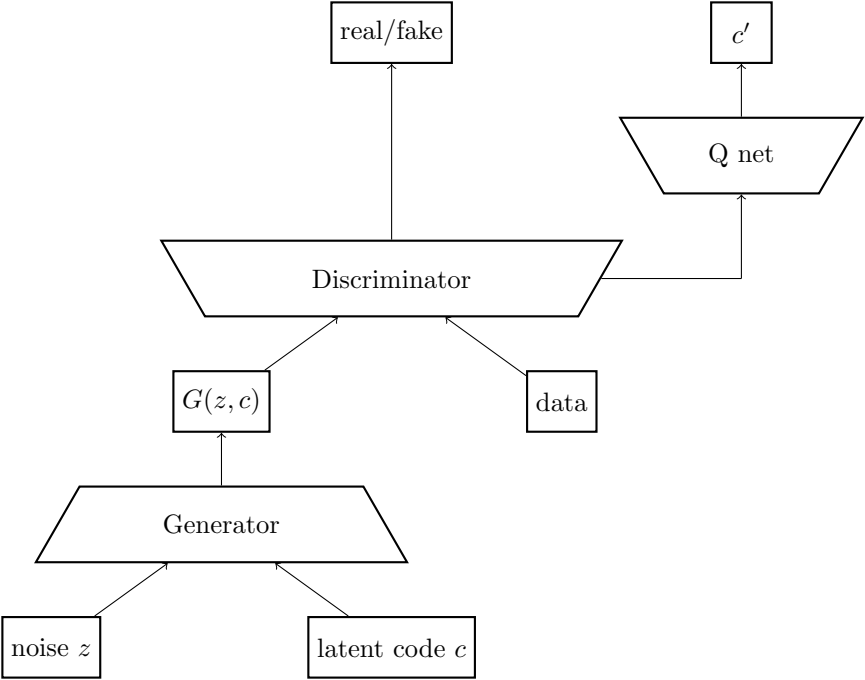 real/fake
c′
Q net
Discriminator
G(z, c)
data
Generator
noise z
latent code c